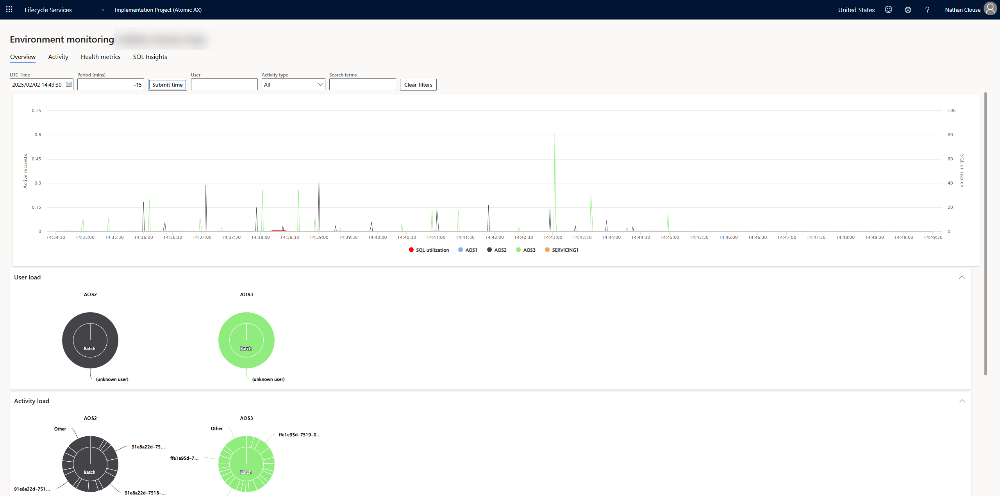 Lifecycle Services > Implementation Project (Atomic AX) United States ? Nathan Clouse
Environment monitoring
Overview Activity Health metrics SQL Insights
UTC Time Period (mins) User Activity type Search terms
2025/02/02 14:49:30 -15 Submit time All Clear filters
0.75 100
0.6 80
0.45 60
0.3 40
0.15 20
0 0
Active requests
SQL utilization
14:34:30 14:35:00 14:35:30 14:36:00 14:36:30 14:37:00 14:37:30 14:38:00 14:38:30 14:39:00 14:39:30 14:40:00 14:40:30 14:41:00 14:41:30 14:42:00 14:42:30 14:43:00 14:43:30 14:44:00 14:44:30 14:45:00 14:45:30 14:46:00 14:46:30 14:47:00 14:47:30 14:48:00 14:48:30 14:49:00 14:49:30
SQL utilization AOS1 AOS2 AOS3 SERVICING1
User load
AOS2 AOS3
Batch Batch
(unknown user) (unknown user)
Activity load
AOS2 AOS3
Other Other
ffe1e95d-7519-0...
91e8a22d-75...
ffe1e95d-7...
Batch Batch
91e8a22d-751...
91e8a22d-7518-...